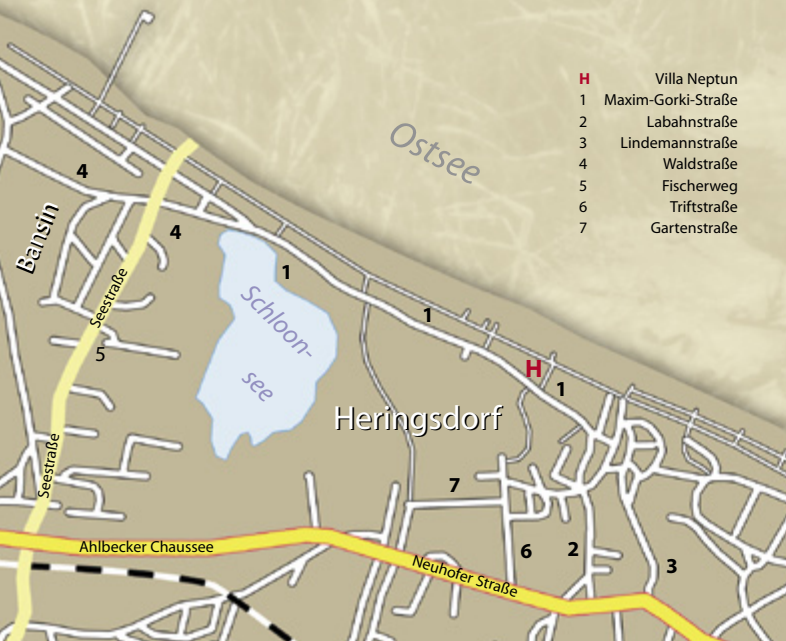 H Villa Neptun
1 Maxim-Gorki-Straße
2 Labahnstraße
3 Lindemannstraße
4 Waldstraße
5 Fischerweg
6 Triftstraße
7 Gartenstraße
Ostsee
4
Bansin
4
1
Schloon-
see
Seestraße
1
5
H
1
Heringsdorf
Seestraße
7
Ahlbecker Chaussee
6
2
3
Neuhofer Straße